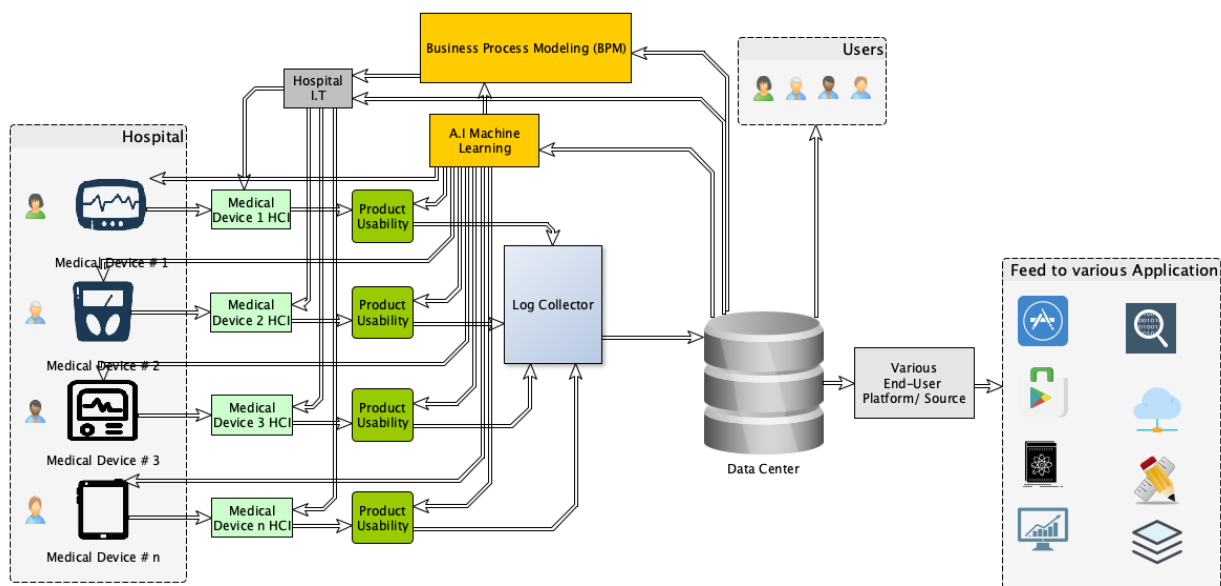 Business Process Modeling (BPM)
Users
Hospital
I.T
A.I Machine
Learning
Hospital
Medical
Device 1 HCI
Product
Usability
Medical Device # 1
Log Collector
Medical
Device 2 HCI
Product
Usability
Medical Device # 2
Feed to various Application
Various
End-User
Platform/ Source
Medical
Device 3 HCI
Product
Usability
Medical Device # 3
Data Center
Medical
Device n HCI
Product
Usability
Medical Device # n